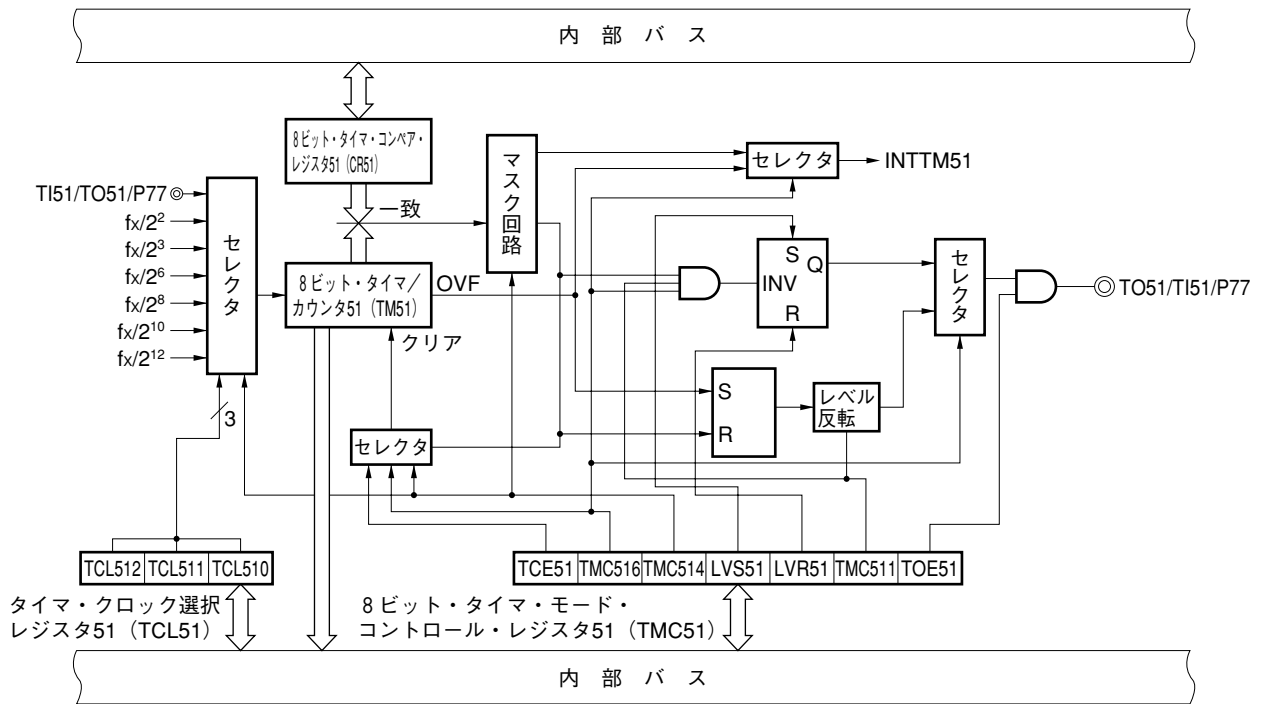 内部バス
8ビット・タイマ・コンペア・
レジスタ51（CR51）
マスク回路
セレクタ
INTTM51
TI51/TO51/P77
fx/2²
fx/2³
fx/2⁶
fx/2⁸
fx/2¹⁰
fx/2¹²
セレクタ
一致
8ビット・タイマ／
カウンタ51（TM51）
OVF
クリア
S
Q
INV
R
セレクタ
TO51/TI51/P77
S
R
レベル
反転
3
セレクタ
TCL512 TCL511 TCL510
TCE51 TMC516 TMC514 LVS51 LVR51 TMC511 TOE51
タイマ・クロック選択
レジスタ51（TCL51）
8ビット・タイマ・モード・
コントロール・レジスタ51（TMC51）
内部バス